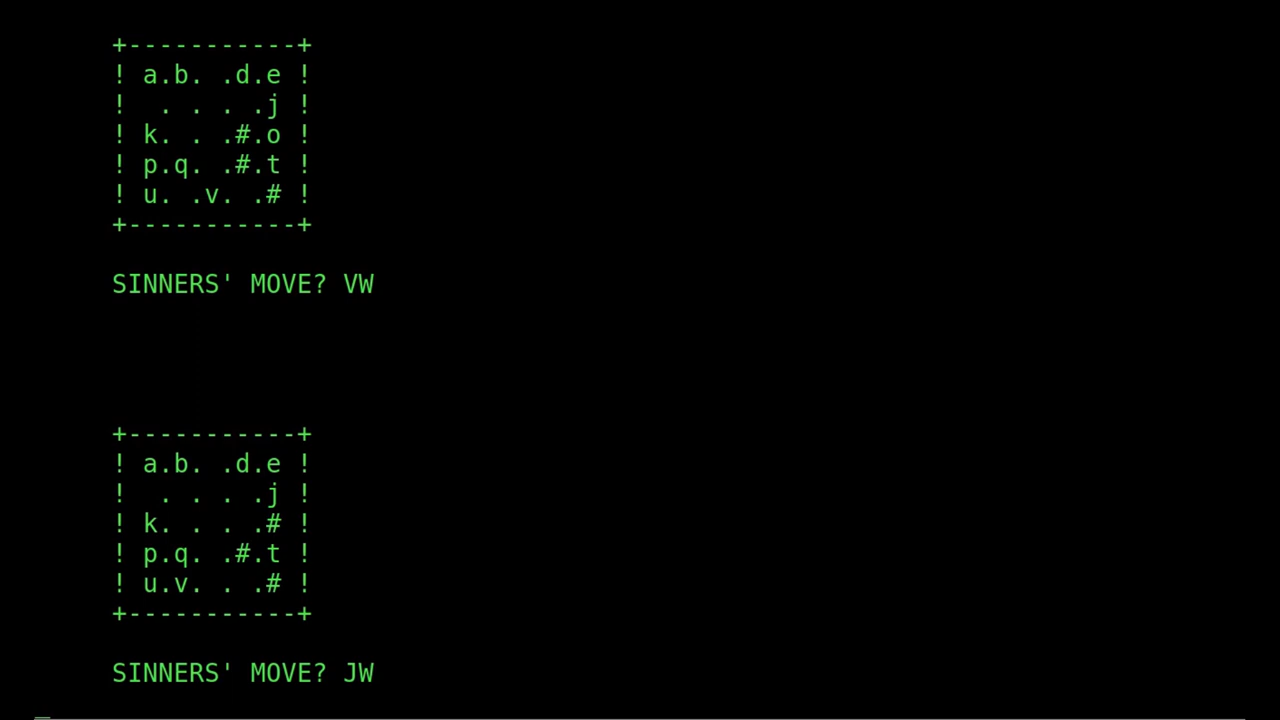 +-----------+
! a.b. .d.e !
!  . . . .j !
! k. . .#.o !
! p.q. .#.t !
! u. .v. .# !
+-----------+
SINNERS' MOVE? VW
+-----------+
! a.b. .d.e !
!  . . . .j !
! k. . . .# !
! p.q. .#.t !
! u.v. . .# !
+-----------+
SINNERS' MOVE? JW